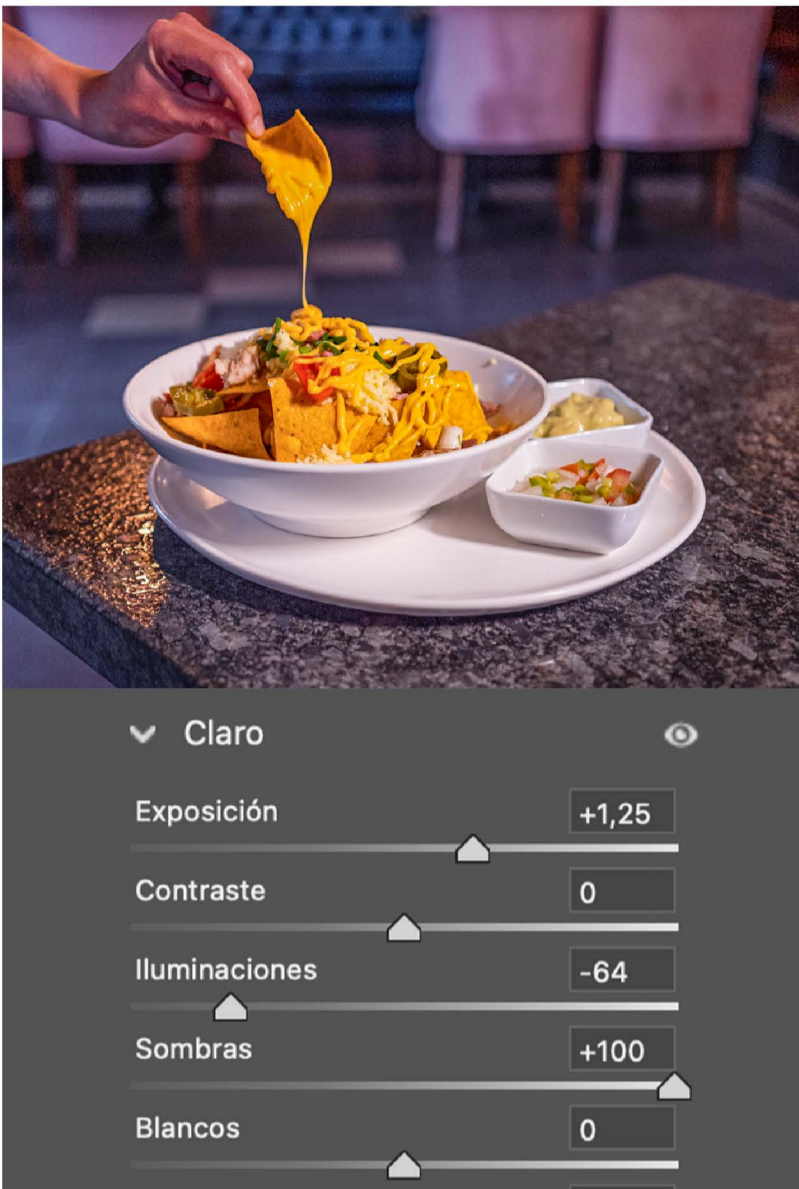 Claro
Exposición +1,25
Contraste 0
Iluminaciones -64
Sombras +100
Blancos 0